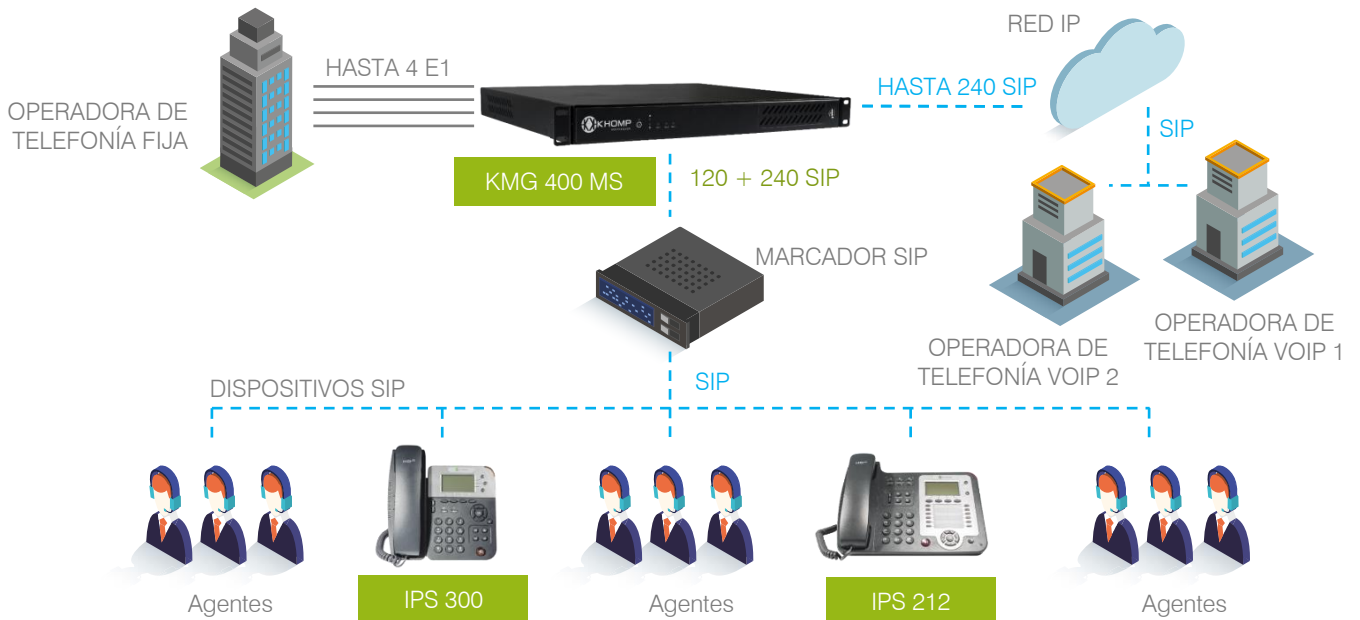 RED IP
HASTA 4 E1
HASTA 240 SIP
OPERADORA DE
TELEFONÍA FIJA
KHOMP
SIP
KMG 400 MS
120 + 240 SIP
MARCADOR SIP
OPERADORA DE
TELEFONÍA VOIP 1
OPERADORA DE
TELEFONÍA VOIP 2
DISPOSITIVOS SIP
SIP
Agentes
IPS 300
Agentes
IPS 212
Agentes